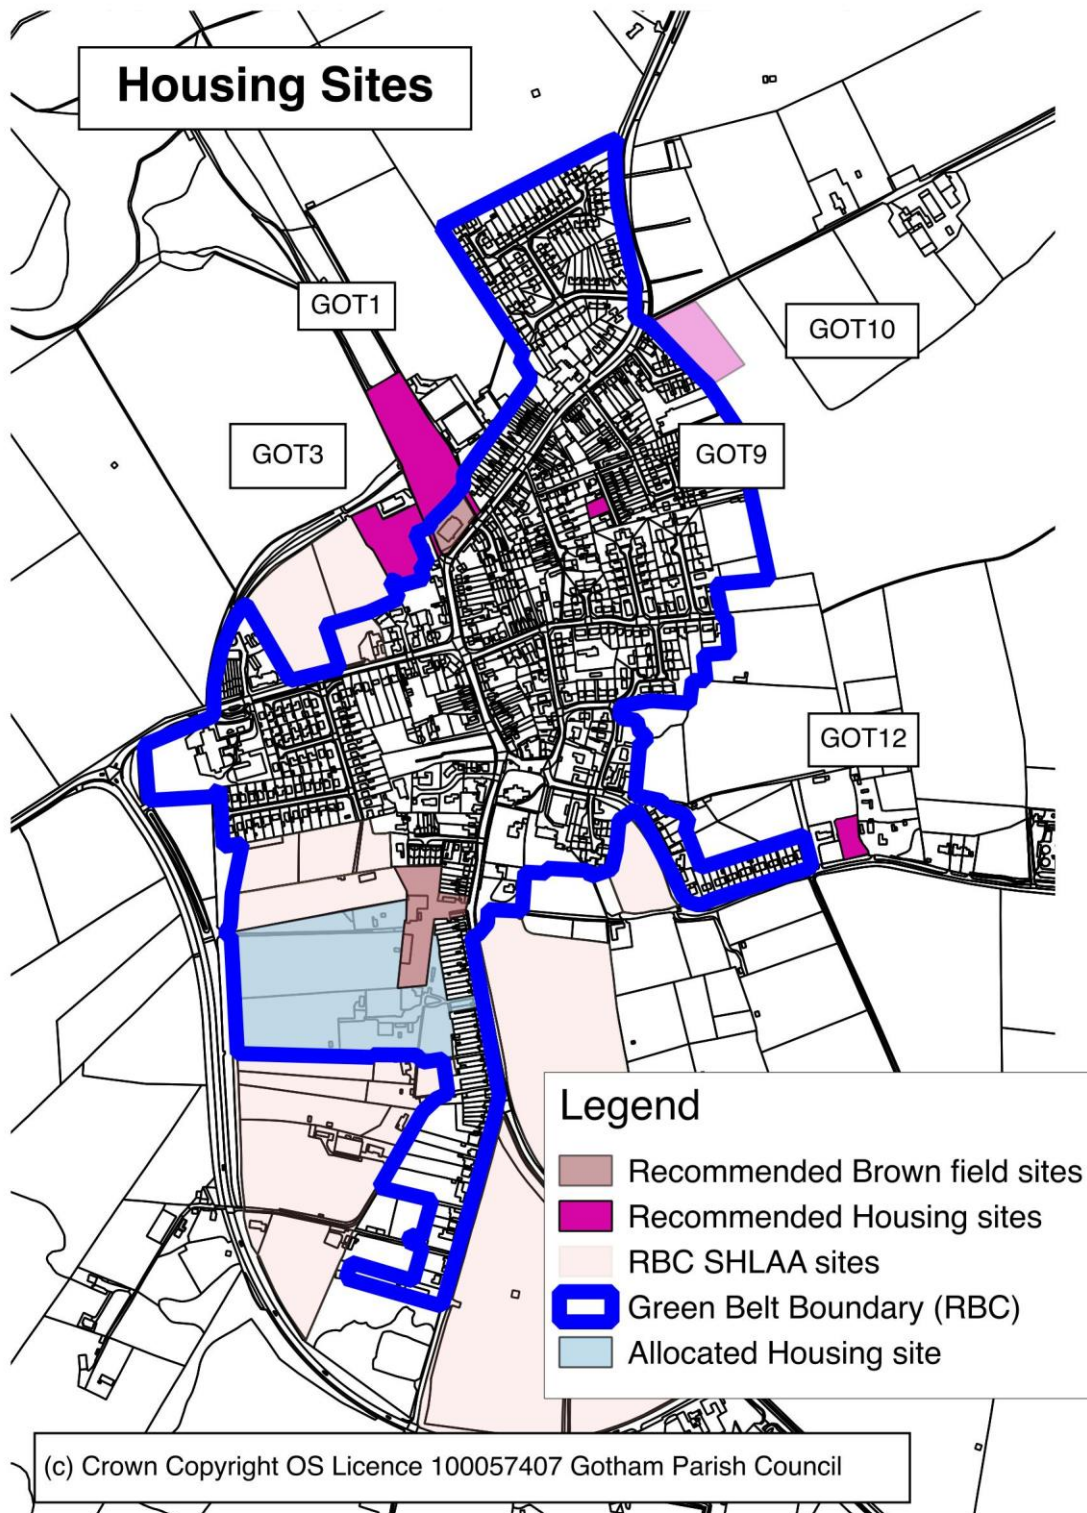 Housing Sites
GOT1
GOT10
GOT3
GOT9
GOT12
Legend
Recommended Brown field sites
Recommended Housing sites
RBC SHLAA sites
Green Belt Boundary (RBC)
Allocated Housing site
(c) Crown Copyright OS Licence 100057407 Gotham Parish Council